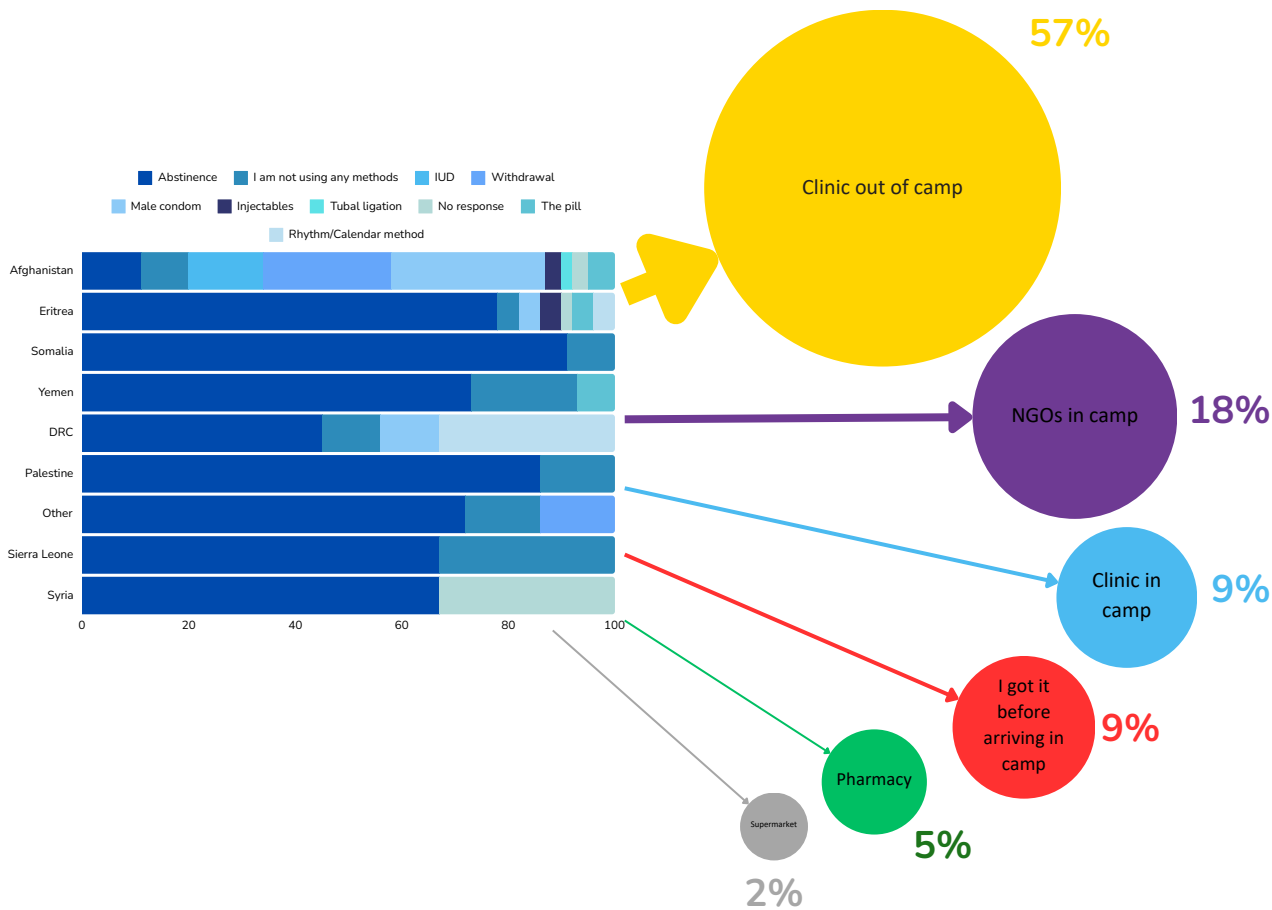 57%
Clinic out of camp
Abstinence I am not using any methods IUD Withdrawal
Male condom Injectables Tubal ligation No response The pill
Rhythm/Calendar method
Afghanistan
Eritrea
Somalia
Yemen
DRC
Palestine
Other
Sierra Leone
Syria
0 20 40 60 80 100
NGOs in camp
18%
Clinic in
camp
9%
I got it
before
arriving in
camp
9%
Pharmacy
5%
Supermarket
2%